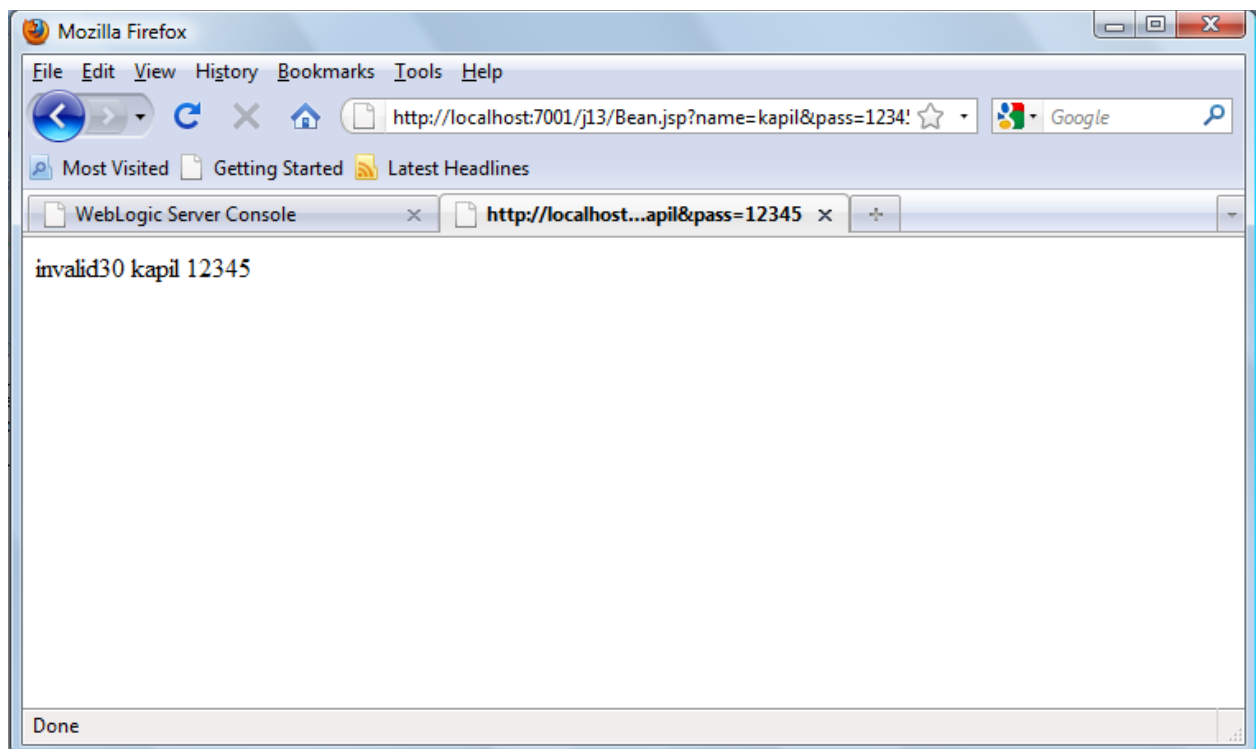 Mozilla Firefox
File Edit View History Bookmarks Tools Help
http://localhost:7001/j13/Bean.jsp?name=kapil&pass=1234 Google
Most Visited Getting Started Latest Headlines
WebLogic Server Console http://localhost...apil&pass=12345
invalid30 kapil 12345
Done